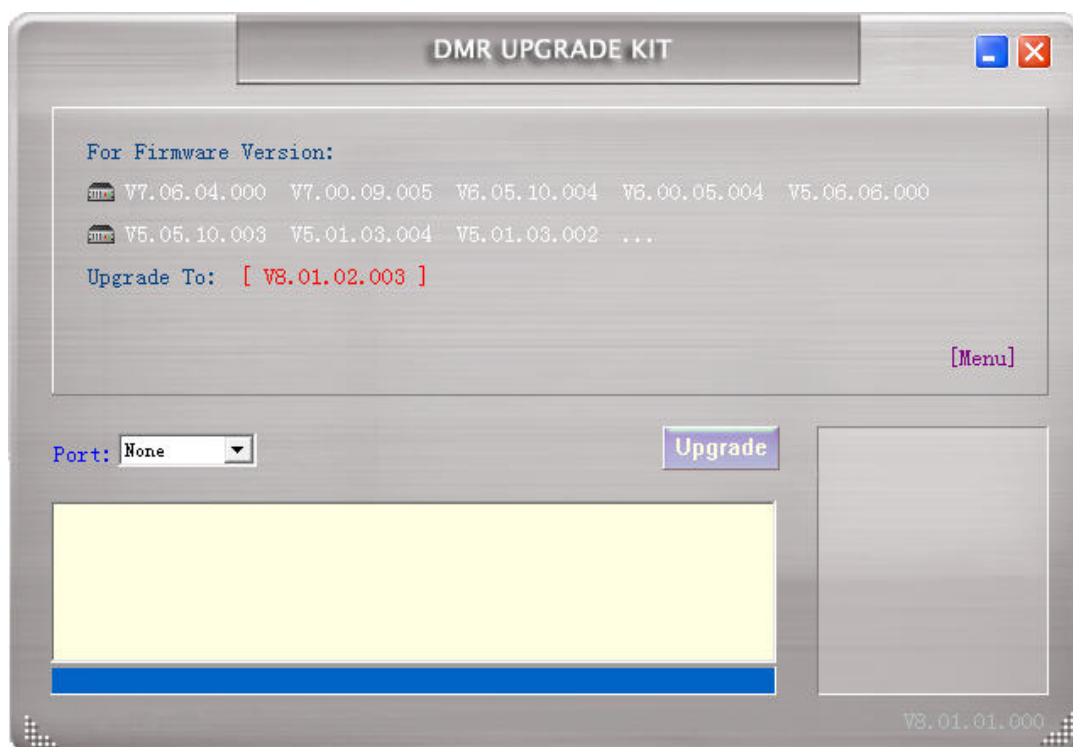 DMR UPGRADE KIT
For Firmware Version:
V7.06.04.000 V7.00.09.005 V6.05.10.004 V6.00.05.004 V5.06.06.000
V5.05.10.003 V5.01.03.004 V5.01.03.002 ...
Upgrade To: [ V8.01.02.003 ]
[Menu]
Port: None
Upgrade
V8.01.01.000